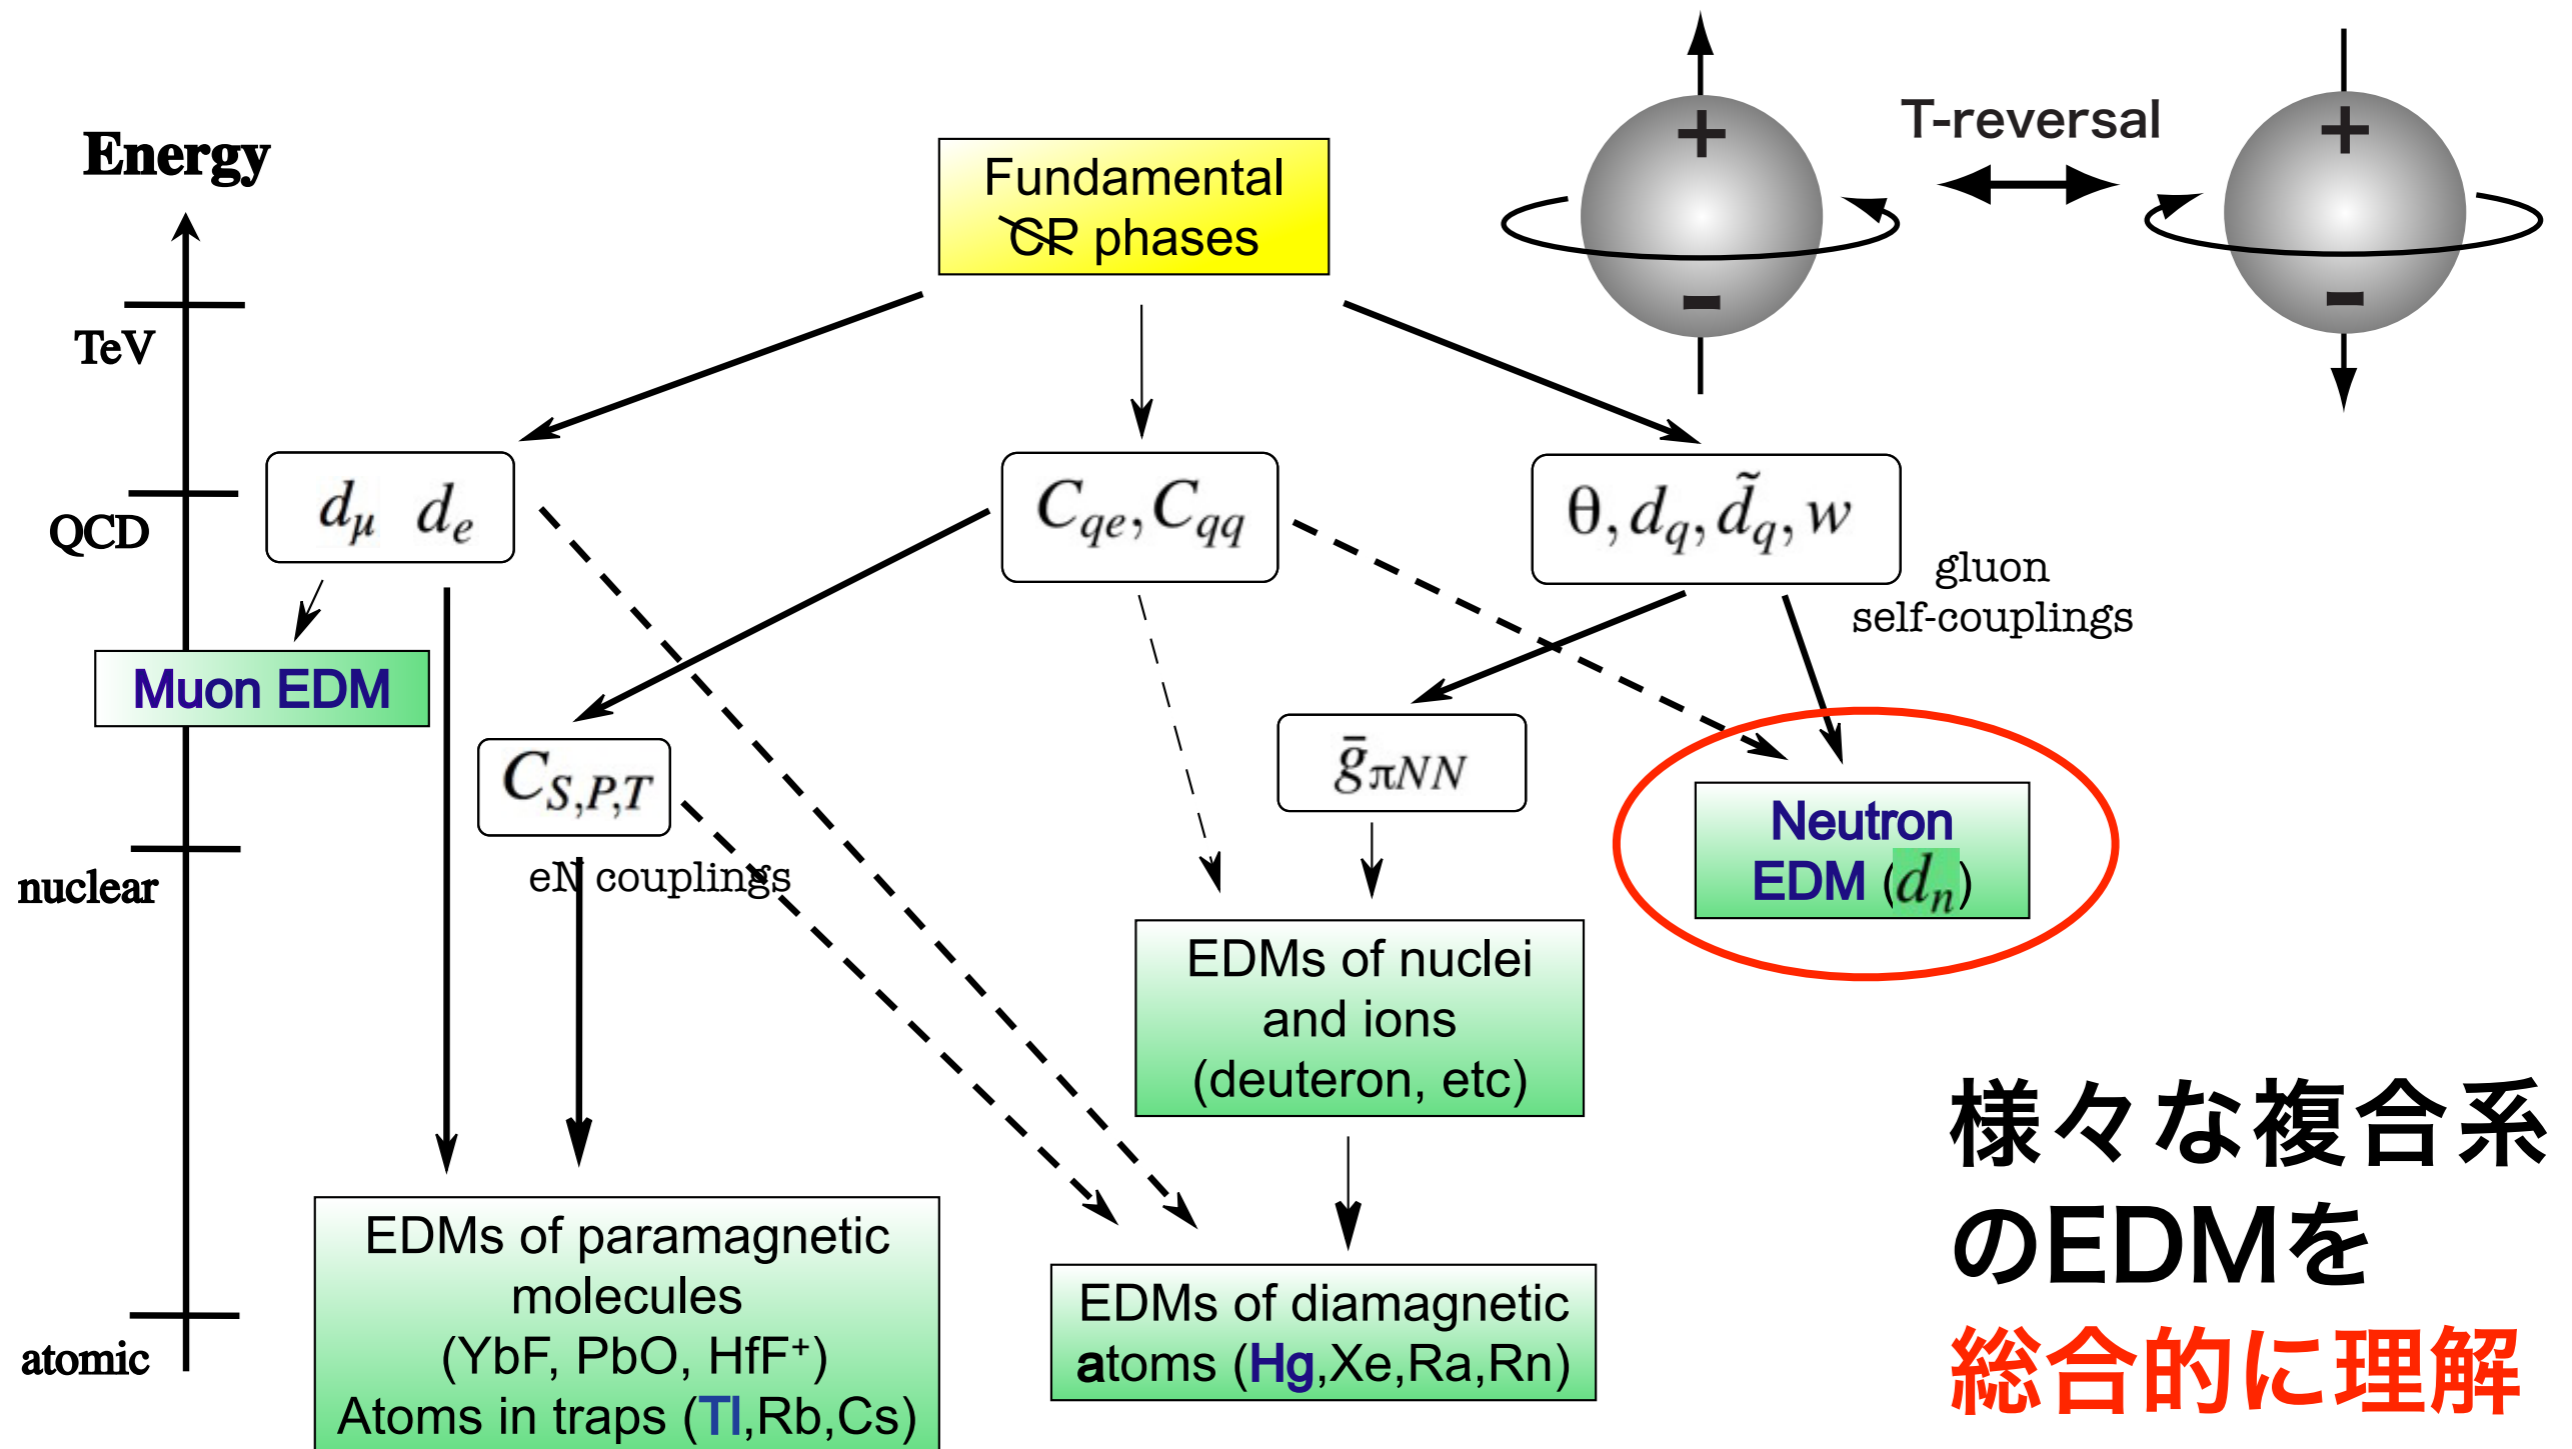 Energy
TeV
QCD
nuclear
atomic
Fundamental
CP phases
+
-
T-reversal
+
-
dμ de
Cqe, Cqq
θ, dq, d̃q, w
gluon
self-couplings
Muon EDM
CS,P,T
eN couplings
ḡπNN
Neutron
EDM (dn)
EDMs of nuclei
and ions
(deuteron, etc)
EDMs of paramagnetic
molecules
(YbF, PbO, HfF⁺)
Atoms in traps (Tl,Rb,Cs)
EDMs of diamagnetic
atoms (Hg,Xe,Ra,Rn)
様々な複合系
のEDMを
総合的に理解